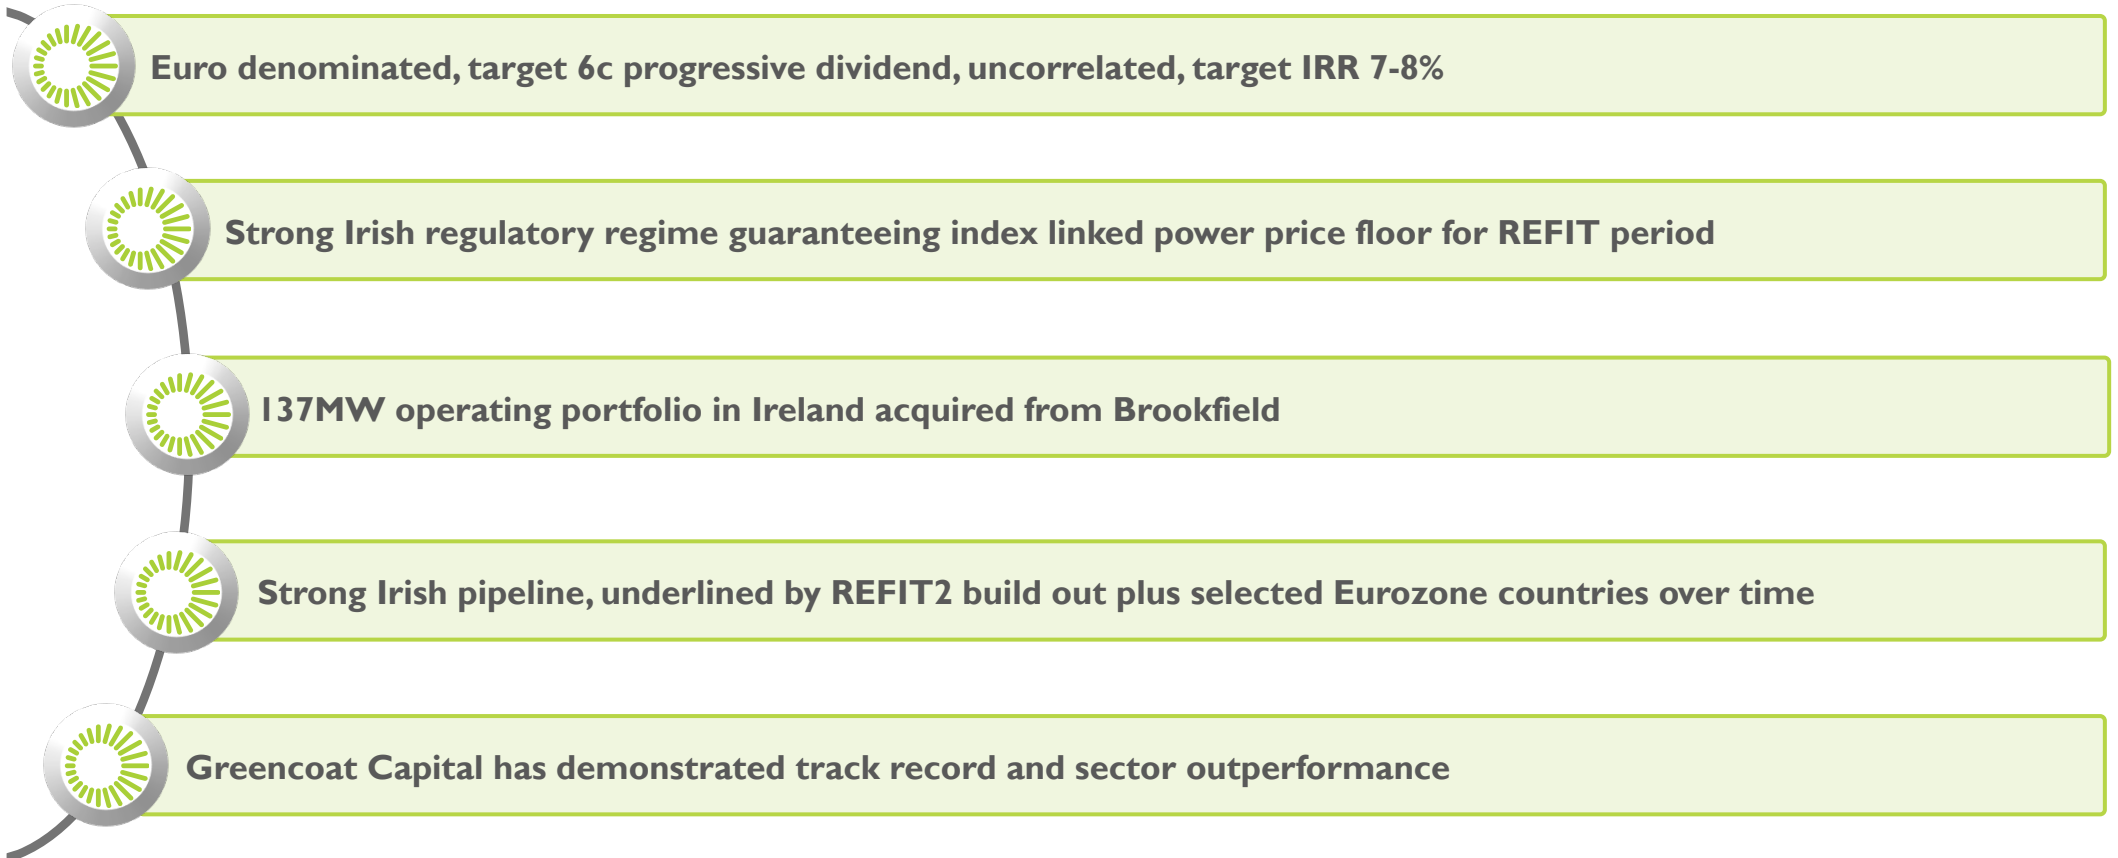 Euro denominated, target 6c progressive dividend, uncorrelated, target IRR 7-8%
Strong Irish regulatory regime guaranteeing index linked power price floor for REFIT period
137MW operating portfolio in Ireland acquired from Brookfield
Strong Irish pipeline, underlined by REFIT2 build out plus selected Eurozone countries over time
Greencoat Capital has demonstrated track record and sector outperformance